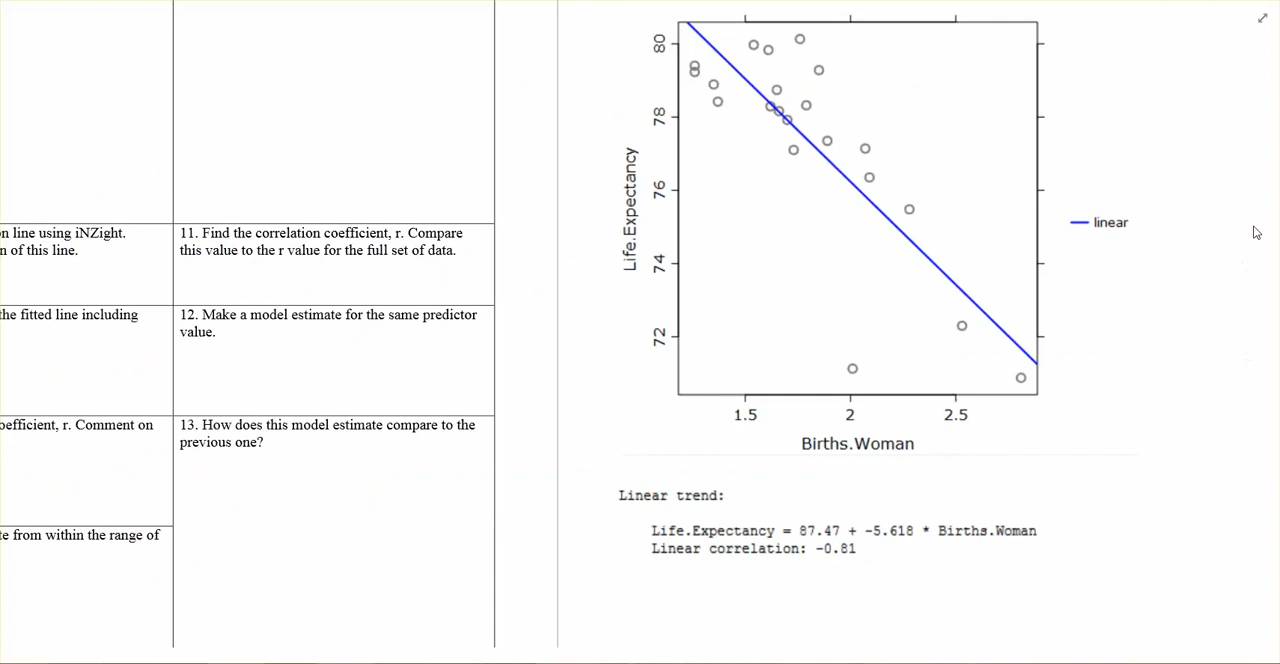 on line using iNZight.
n of this line.
11. Find the correlation coefficient, r. Compare
this value to the r value for the full set of data.
the fitted line including
12. Make a model estimate for the same predictor
value.
oefficient, r. Comment on
13. How does this model estimate compare to the
previous one?
te from within the range of
Life.Expectancy
80
78
76
74
72
1.5 2 2.5
Births.Woman
linear
Linear trend:
Life.Expectancy = 87.47 + -5.618 * Births.Woman
Linear correlation: -0.81